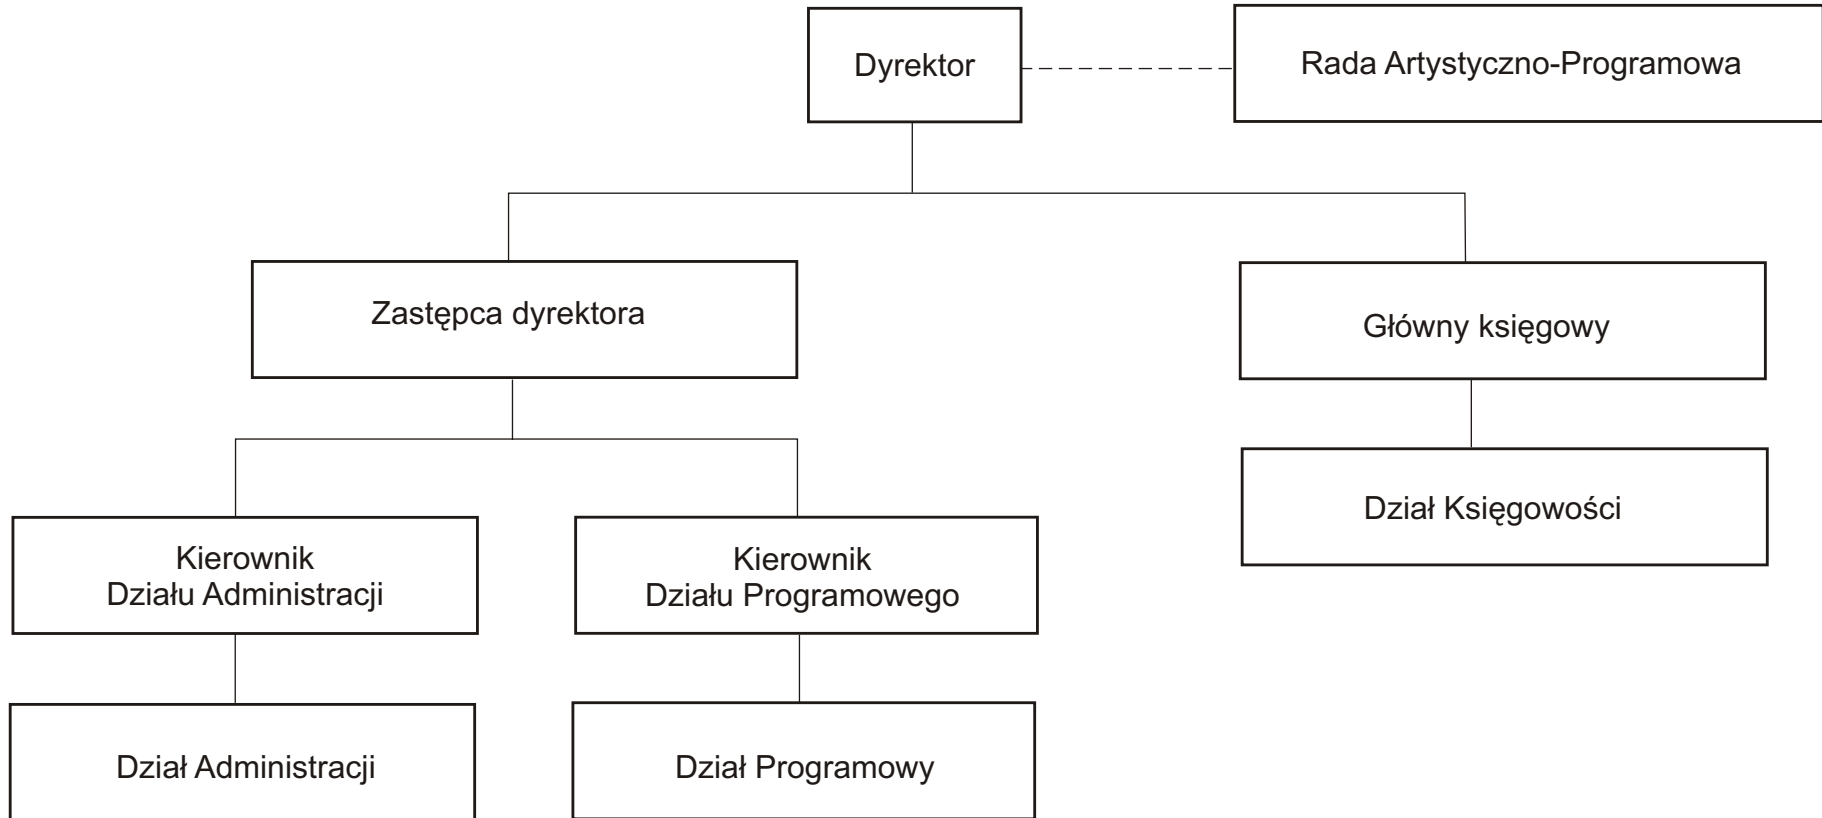 Dyrektor
Rada Artystyczno-Programowa
Zastępca dyrektora
Główny księgowy
Dział Księgowości
Kierownik
Działu Administracji
Kierownik
Działu Programowego
Dział Administracji
Dział Programowy